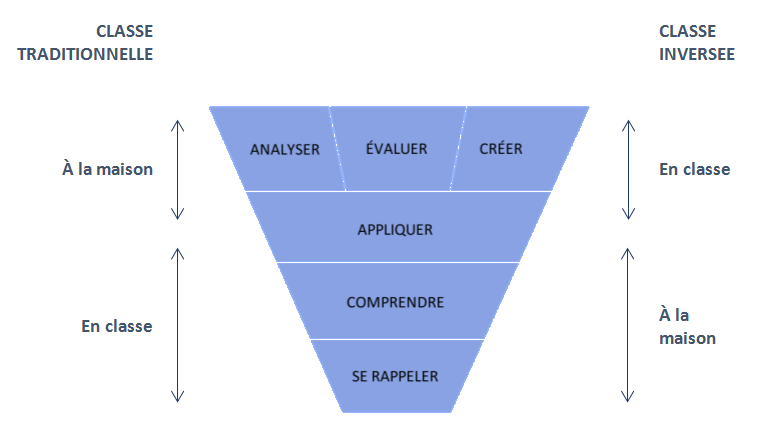 CLASSE
TRADITIONNELLE
CLASSE
INVERSEE
ANALYSER
ÉVALUER
CRÉER
À la maison
En classe
APPLIQUER
COMPRENDRE
En classe
À la
maison
SE RAPPELER